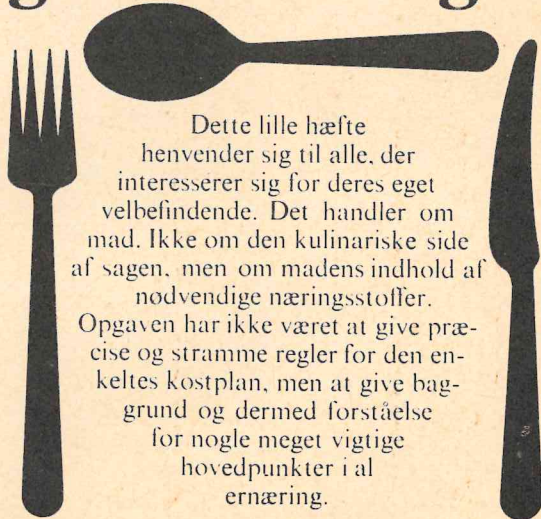 Dette lille hæfte
henvender sig til alle, der
interesserer sig for deres eget
velbefindende. Det handler om
mad. Ikke om den kulinariske side
af sagen, men om madens indhold af
nødvendige næringsstoffer.
Opgaven har ikke været at give præ-
cise og stramme regler for den en-
keltes kostplan, men at give bag-
grund og dermed forståelse
for nogle meget vigtige
hovedpunkter i al
ernæring.